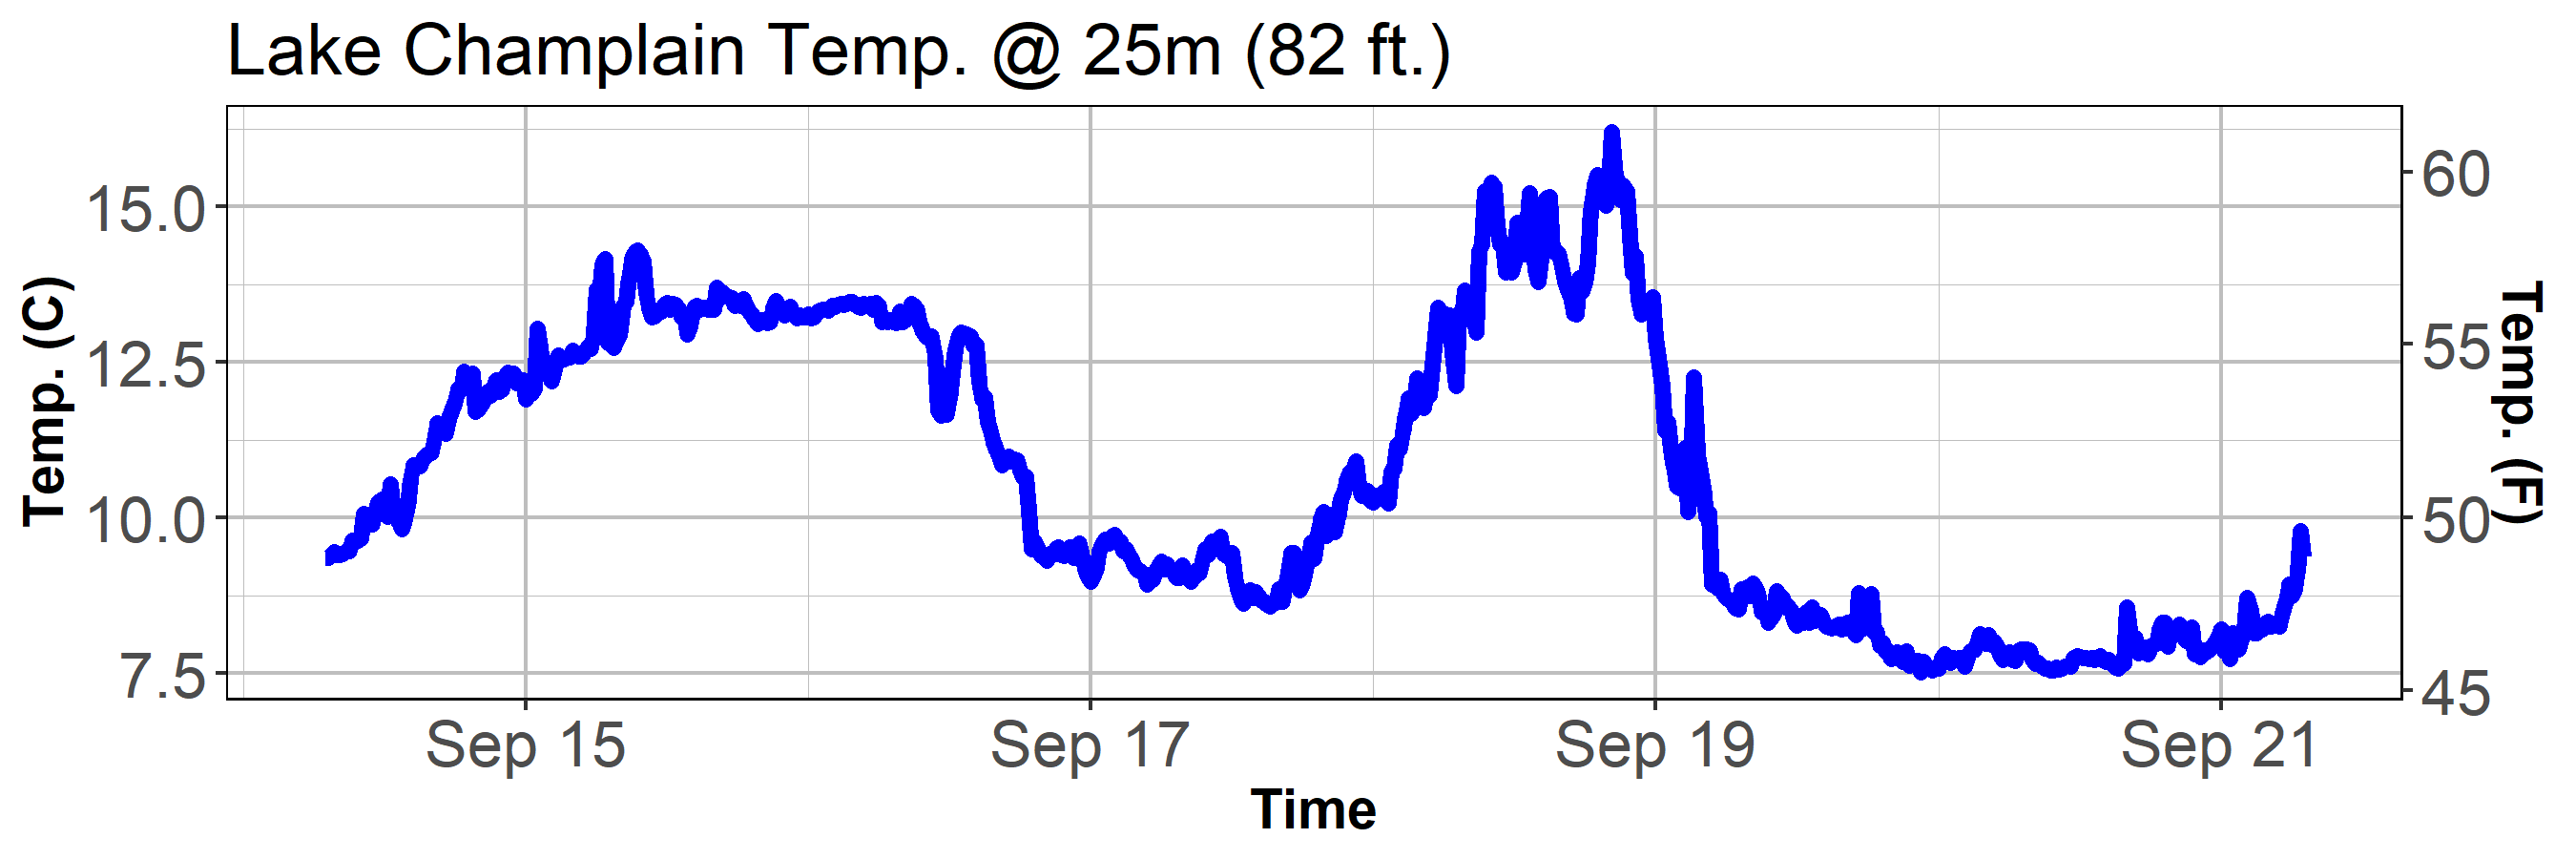 Lake Champlain Temp. @ 25m (82 ft.)
Temp. (C)
15.0
12.5
10.0
7.5
60
55
50
45
Temp. (F)
Sep 15 Sep 17 Sep 19 Sep 21
Time